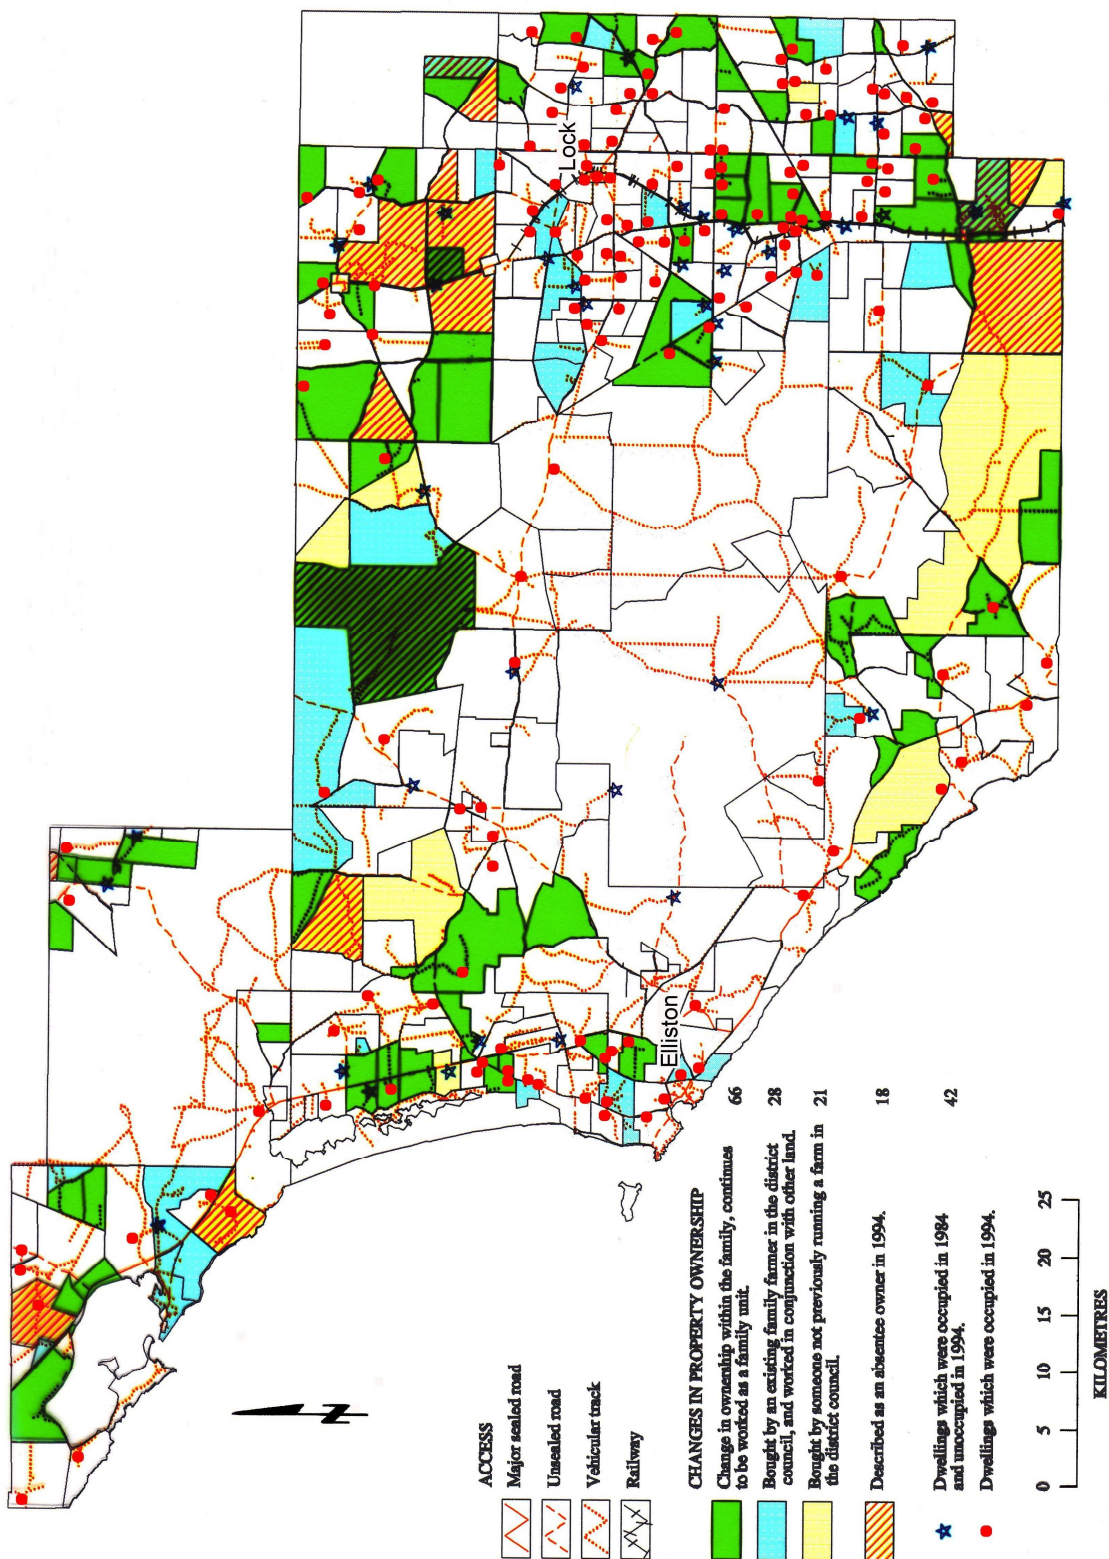 Lock
Elliston
ACCESS
Major sealed road
Unsealed road
Vehicular track
Railway
CHANGES IN PROPERTY OWNERSHIP
Change in ownership within the family, continues
to be worked as a family unit.
66
Bought by an existing family farmer in the district
council, and worked in conjunction with other land.
28
Bought by someone not previously running a farm in
the district council.
21
Described as an absentee owner in 1994.
18
Dwellings which were occupied in 1984
and unoccupied in 1994.
42
Dwellings which were occupied in 1994.
0 5 10 15 20 25
KILOMETRES
N